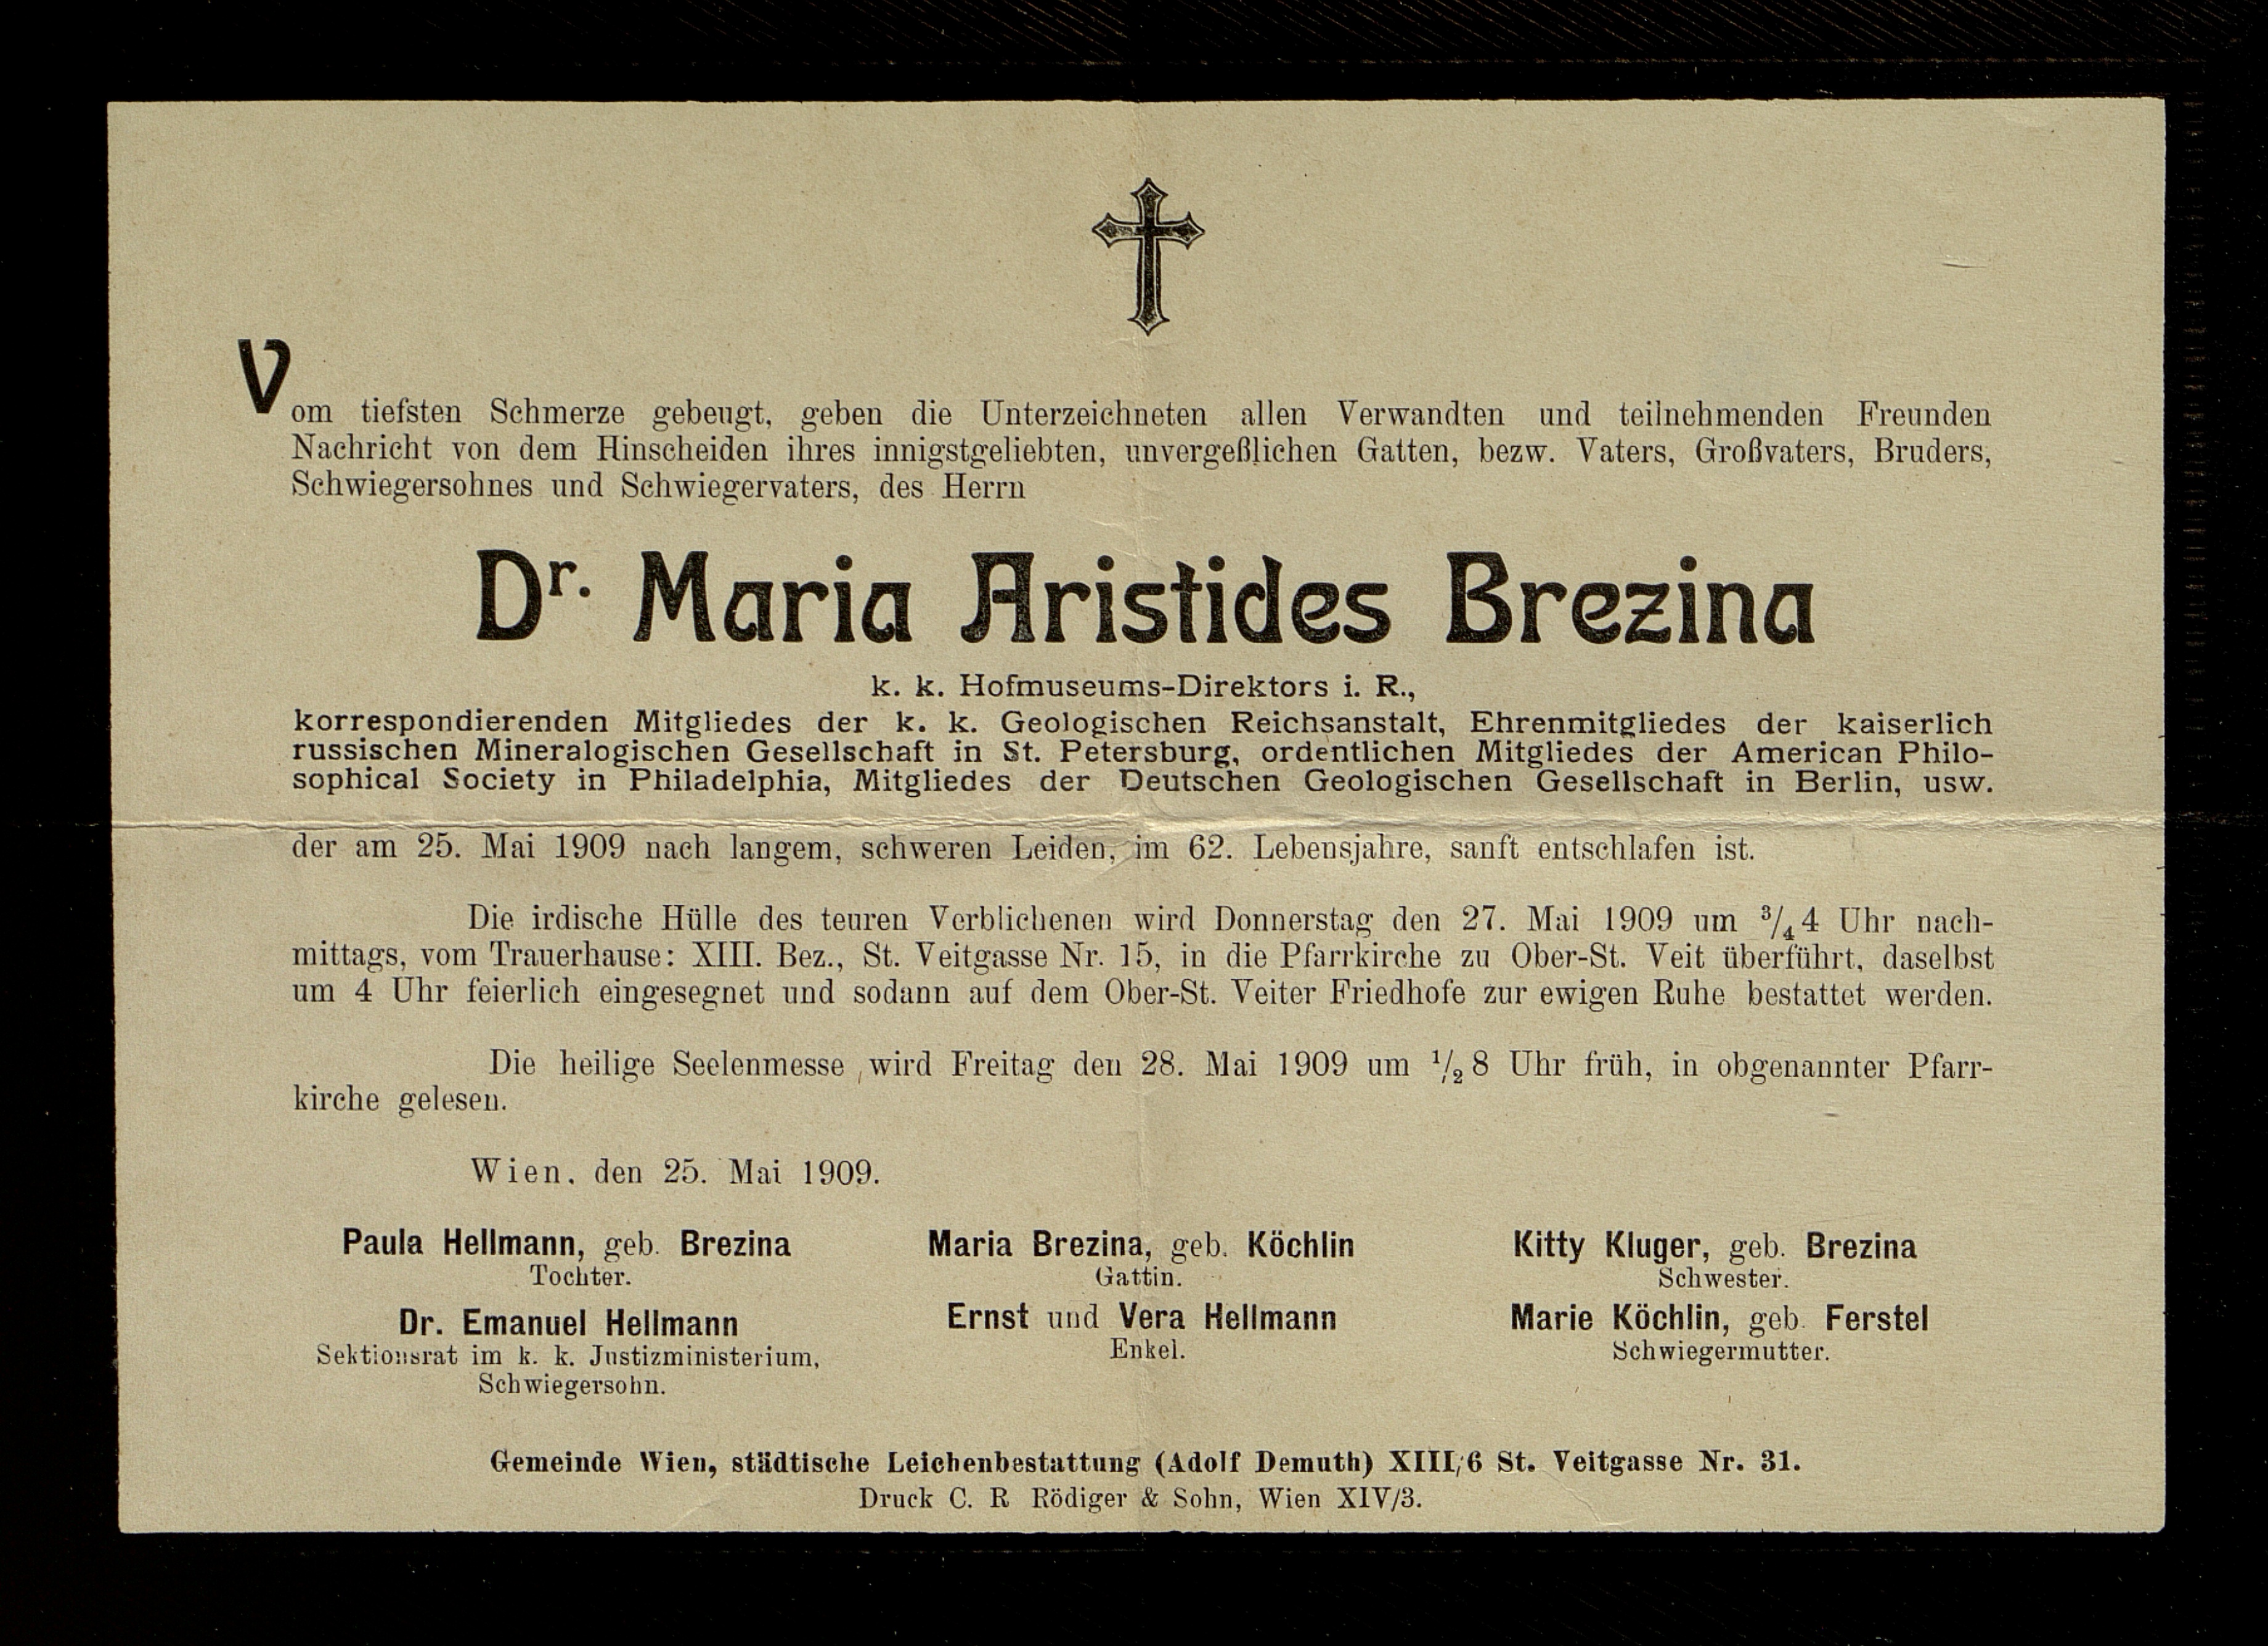 Vom tiefsten Schmerze gebeugt, geben die Unterzeichneten allen Verwandten und teilnehmenden Freunden
Nachricht von dem Hinscheiden ihres innigstgeliebten, unvergeßlichen Gatten, bezw. Vaters, Großvaters, Bruders,
Schwiegersohnes und Schwiegervaters, des Herrn
Dr. Maria Aristides Brezina
k. k. Hofmuseums-Direktors i. R.,
korrespondierenden Mitgliedes der k. k. Geologischen Reichsanstalt, Ehrenmitgliedes der kaiserlich
russischen Mineralogischen Gesellschaft in St. Petersburg, ordentlichen Mitgliedes der American Philo-
sophical Society in Philadelphia, Mitgliedes der Deutschen Geologischen Gesellschaft in Berlin, usw.
der am 25. Mai 1909 nach langem, schweren Leiden, im 62. Lebensjahre, sanft entschlafen ist.
Die irdische Hülle des teuren Verblichenen wird Donnerstag den 27. Mai 1909 um 3/4 4 Uhr nach-
mittags, vom Trauerhause: XIII. Bez., St. Veitgasse Nr. 15, in die Pfarrkirche zu Ober-St. Veit überführt, daselbst
um 4 Uhr feierlich eingesegnet und sodann auf dem Ober-St. Veiter Friedhofe zur ewigen Ruhe bestattet werden.
Die heilige Seelenmesse wird Freitag den 28. Mai 1909 um 1/2 8 Uhr früh, in obgenannter Pfarr-
kirche gelesen.
Wien, den 25. Mai 1909.
Paula Hellmann, geb. Brezina
Tochter.
Dr. Emanuel Hellmann
Sektionsrat im k. k. Justizministerium,
Schwiegersohn.
Maria Brezina, geb. Köchlin
Gattin.
Ernst und Vera Hellmann
Enkel.
Kitty Kluger, geb. Brezina
Schwester.
Marie Köchlin, geb. Ferstel
Schwiegermutter.
Gemeinde Wien, städtische Leichenbestattung (Adolf Demuth) XIII/6 St. Veitgasse Nr. 31.
Druck C. R Rödiger & Sohn, Wien XIV/3.